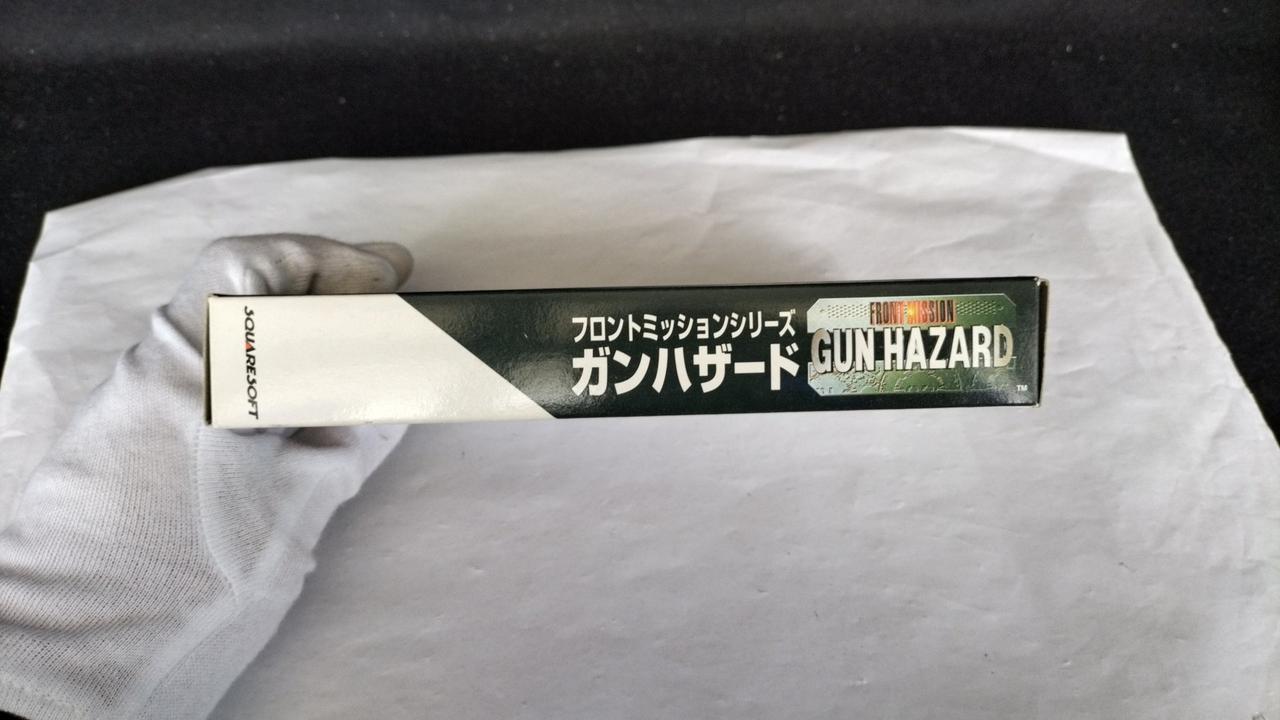 SQUARESOFT
フロントミッションシリーズ
ガンハザード
FRONT MISSION
GUN HAZARD
TM